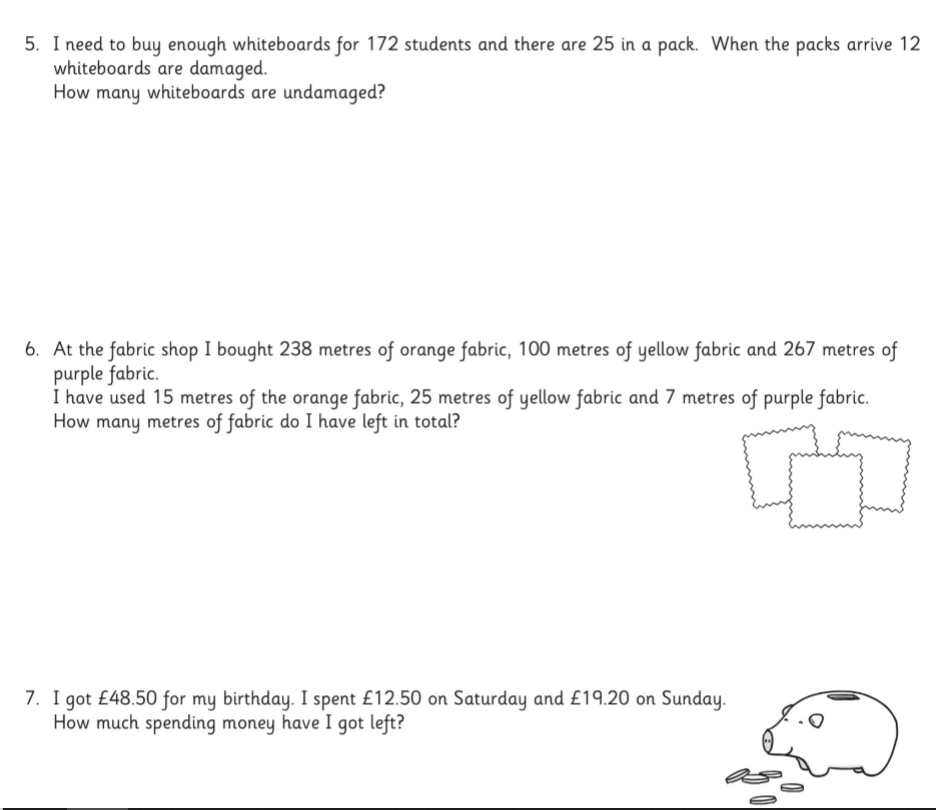 5. I need to buy enough whiteboards for 172 students and there are 25 in a pack. When the packs arrive 12
whiteboards are damaged.
How many whiteboards are undamaged?
6. At the fabric shop I bought 238 metres of orange fabric, 100 metres of yellow fabric and 267 metres of
purple fabric.
I have used 15 metres of the orange fabric, 25 metres of yellow fabric and 7 metres of purple fabric.
How many metres of fabric do I have left in total?
7. I got £48.50 for my birthday. I spent £12.50 on Saturday and £19.20 on Sunday.
How much spending money have I got left?